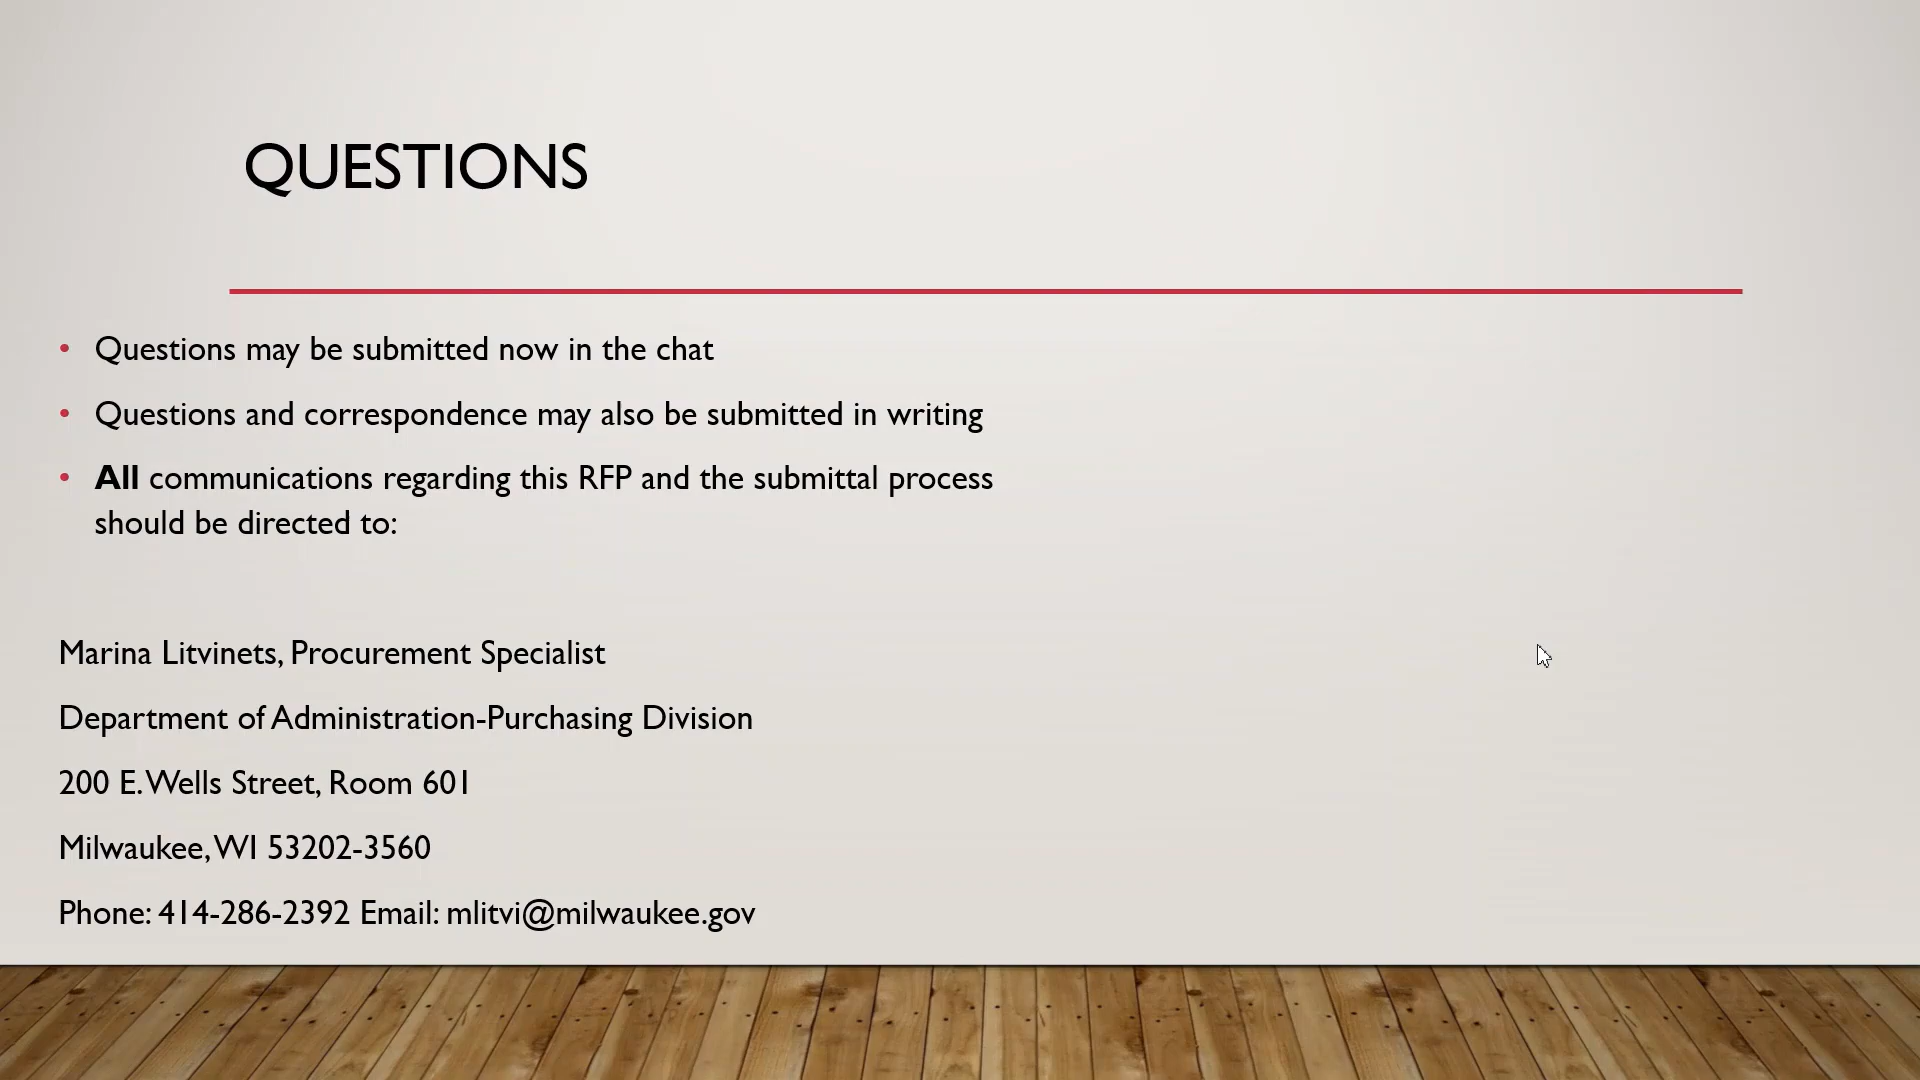 QUESTIONS
• Questions may be submitted now in the chat
• Questions and correspondence may also be submitted in writing
• All communications regarding this RFP and the submittal process
should be directed to:
Marina Litvinets, Procurement Specialist
Department of Administration-Purchasing Division
200 E. Wells Street, Room 601
Milwaukee, WI 53202-3560
Phone: 414-286-2392 Email: mlitvi@milwaukee.gov